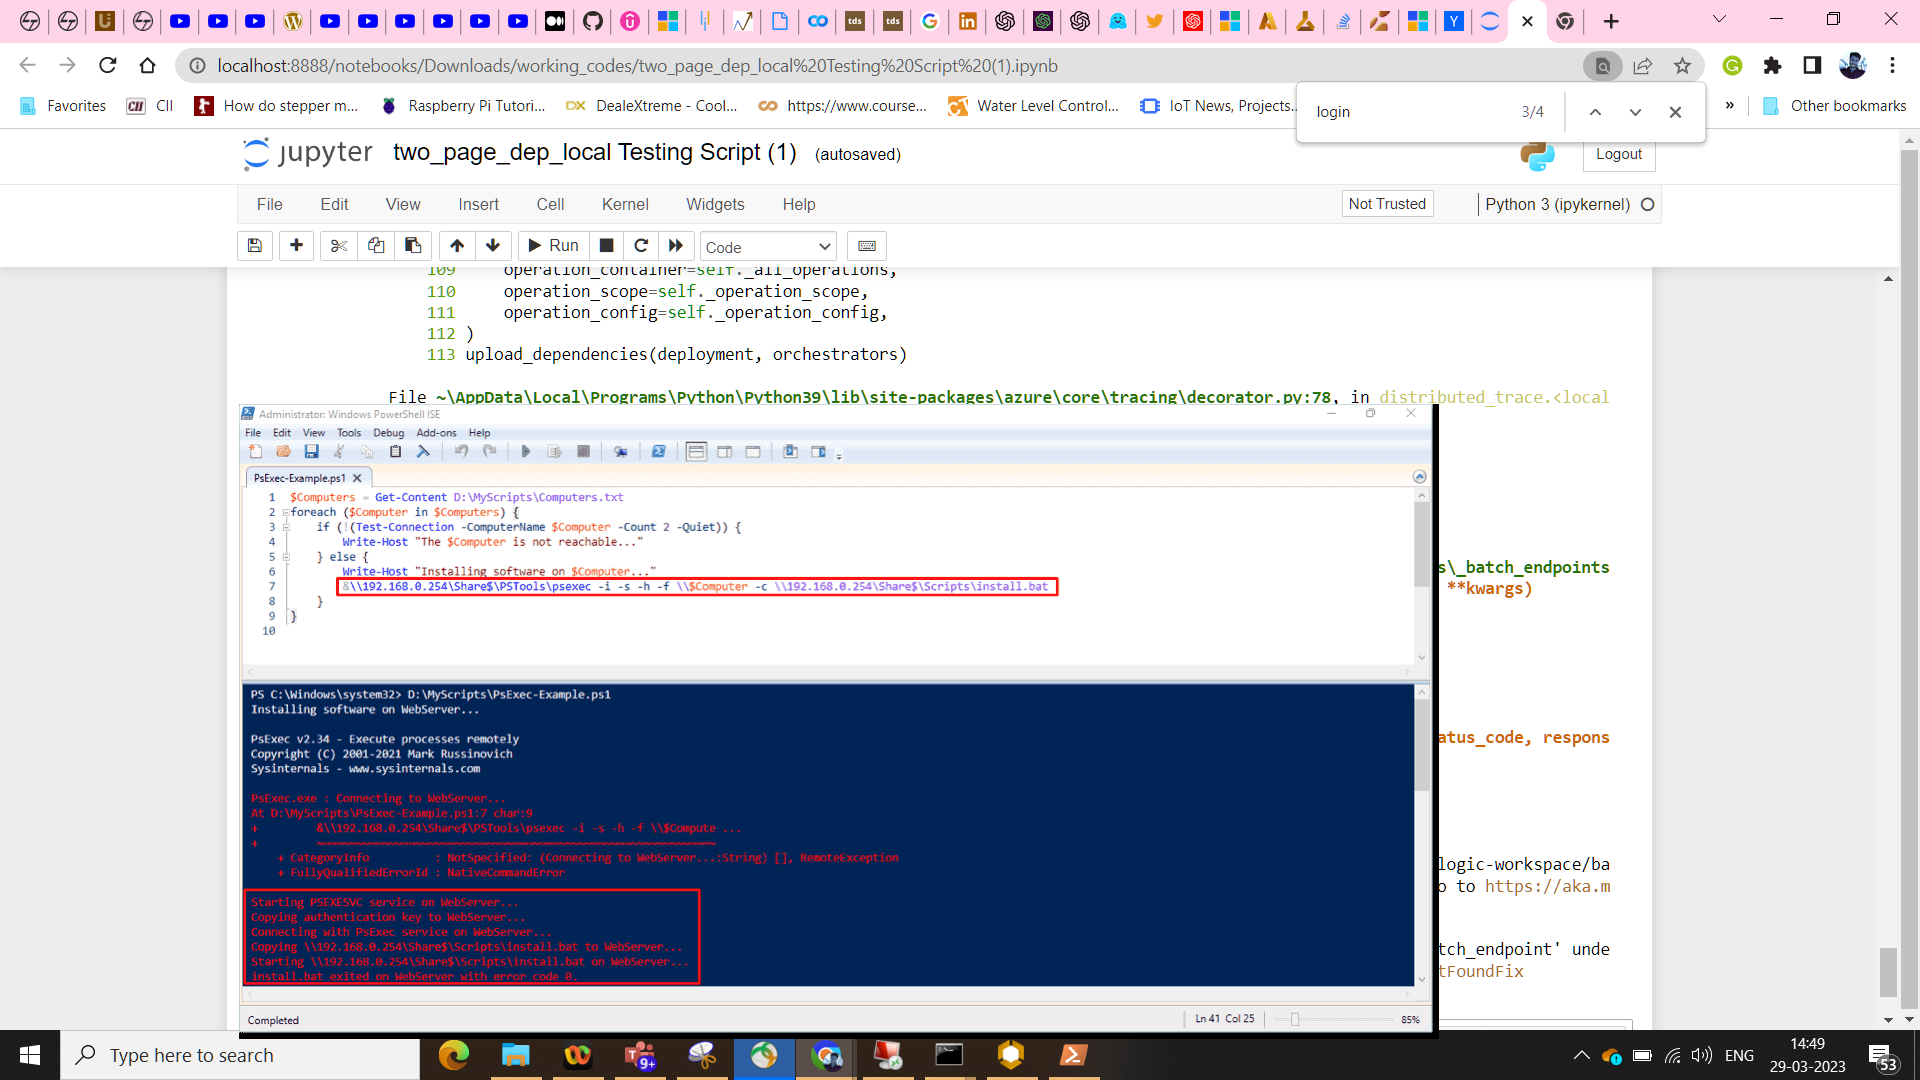 localhost:8888/notebooks/Downloads/working_codes/two_page_dep_local%20Testing%20Script%20(1).ipynb
Favorites CII How do stepper m... Raspberry Pi Tutori... DealeXtreme - Cool... https://www.course... Water Level Control... IoT News, Projects... » Other bookmarks
login 3/4
jupyter two_page_dep_local Testing Script (1) (autosaved) Logout
File Edit View Insert Cell Kernel Widgets Help Not Trusted Python 3 (ipykernel)
Run Code
109 operation_container=self._all_operations,
110 operation_scope=self._operation_scope,
111 operation_config=self._operation_config,
112 )
113 upload_dependencies(deployment, orchestrators)
File ~\AppData\Local\Programs\Python\Python39\lib\site-packages\azure\core\tracing\decorator.py:78, in distributed_trace.<local
Administrator: Windows PowerShell ISE
File Edit View Tools Debug Add-ons Help
PsExec-Example.ps1
1 $Computers = Get-Content D:\MyScripts\Computers.txt
2 foreach ($Computer in $Computers) {
3 if (!(Test-Connection -ComputerName $Computer -Count 2 -Quiet)) {
4 Write-Host "The $Computer is not reachable..."
5 } else {
6 Write-Host "Installing software on $Computer..."
7 &\\192.168.0.254\Share$\PSTools\psexec -i -s -h -f \\$Computer -c \\192.168.0.254\Share$\Scripts\install.bat
8 }
9 }
10
s\_batch_endpoints
**kwargs)
PS C:\Windows\system32> D:\MyScripts\PsExec-Example.ps1
Installing software on WebServer...
PsExec v2.34 - Execute processes remotely
Copyright (C) 2001-2021 Mark Russinovich
Sysinternals - www.sysinternals.com
PsExec.exe : Connecting to WebServer...
At D:\MyScripts\PsExec-Example.ps1:7 char:9
+ &\\192.168.0.254\Share$\PSTools\psexec -i -s -h -f \\$Compute ...
+ ~~~~~~~~~~~~~~~~~~~~~~~~~~~~~~~~~~~~~~~~~~~~~~~~~~~~~~~~~~~~~
+ CategoryInfo : NotSpecified: (Connecting to WebServer...:String) [], RemoteException
+ FullyQualifiedErrorId : NativeCommandError
Starting PSEXESVC service on WebServer...
Copying authentication key to WebServer...
Connecting with PsExec service on WebServer...
Copying \\192.168.0.254\Share$\Scripts\install.bat to WebServer...
Starting \\192.168.0.254\Share$\Scripts\install.bat on WebServer...
install.bat exited on WebServer with error code 0.
atus_code, respons
logic-workspace/ba
o to https://aka.m
tch_endpoint' unde
tFoundFix
Completed Ln 41 Col 25 85%
Type here to search
9+
ENG
14:49
29-03-2023
53